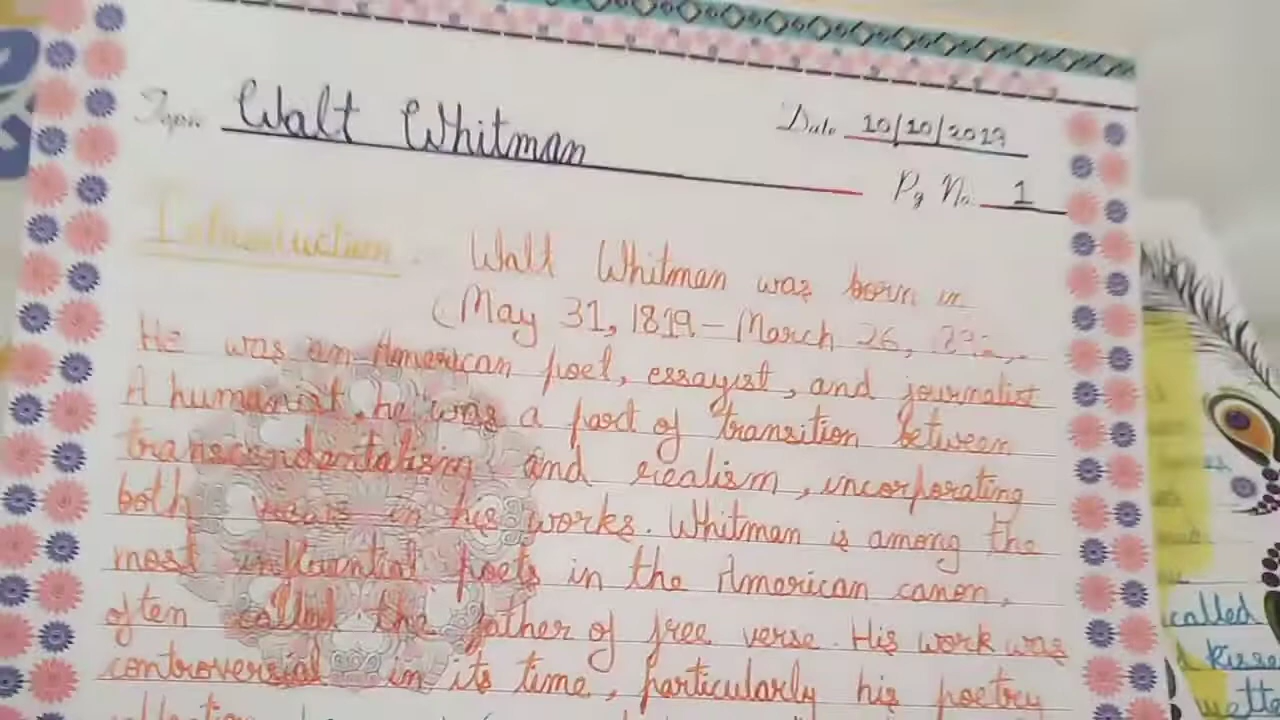 Topic Walt Whitman
Date 10/10/2019
Pg No. 1
Introduction. Walt Whitman was born in
(May 31, 1819 - March 26,
He was an American poet, essayist, and journalist
A humanist, he was a part of transition between
transcendentalism and realism, incorporating
both views in his works. Whitman is among the
most influential poets in the American canon,
often called the father of free verse. His work was
controversial in its time, particularly his poetry
called